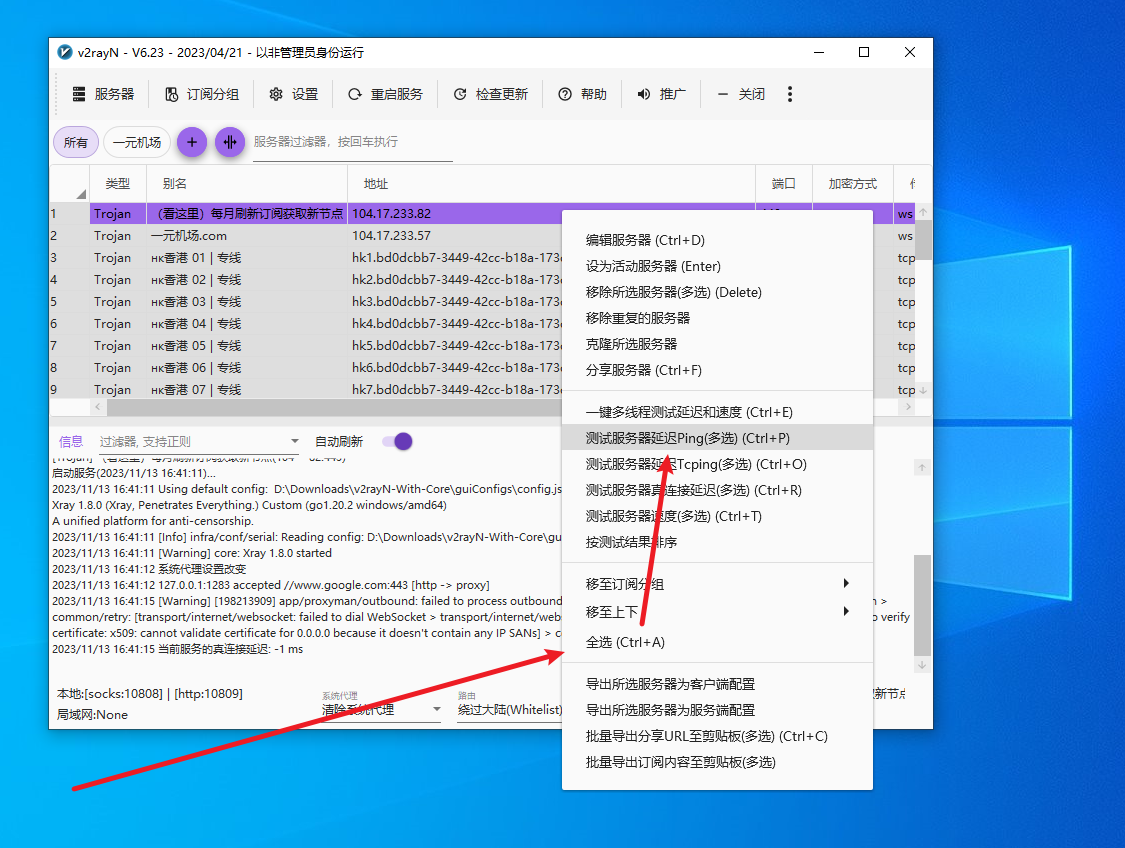 v2rayN - V6.23 - 2023/04/21 - 以非管理员身份运行
服务器 订阅分组 设置 重启服务 检查更新 帮助 推广 关闭
所有 一元机场 服务器过滤器，按回车执行
类型 别名 地址 端口 加密方式
1 Trojan （看这里）每月刷新订阅获取新节点 104.17.233.82 ws
2 Trojan 一元机场.com 104.17.233.57 ws
3 Trojan HK香港 01 | 专线 hk1.bd0dcbb7-3449-42cc-b18a-173 tcp
4 Trojan HK香港 02 | 专线 hk2.bd0dcbb7-3449-42cc-b18a-173 tcp
5 Trojan HK香港 03 | 专线 hk3.bd0dcbb7-3449-42cc-b18a-173 tcp
6 Trojan HK香港 04 | 专线 hk4.bd0dcbb7-3449-42cc-b18a-173 tcp
7 Trojan HK香港 05 | 专线 hk5.bd0dcbb7-3449-42cc-b18a-173 tcp
8 Trojan HK香港 06 | 专线 hk6.bd0dcbb7-3449-42cc-b18a-173 tcp
9 Trojan HK香港 07 | 专线 hk7.bd0dcbb7-3449-42cc-b18a-173 tcp
编辑服务器 (Ctrl+D)
设为活动服务器 (Enter)
移除所选服务器(多选) (Delete)
移除重复的服务器
克隆所选服务器
分享服务器 (Ctrl+F)
一键多线程测试延迟和速度 (Ctrl+E)
测试服务器延迟Ping(多选) (Ctrl+P)
测试服务器延迟Tcping(多选) (Ctrl+O)
测试服务器真连接延迟(多选) (Ctrl+R)
测试服务器速度(多选) (Ctrl+T)
按测试结果排序
移至订阅分组
移至上下
全选 (Ctrl+A)
导出所选服务器为客户端配置
导出所选服务器为服务端配置
批量导出分享URL至剪贴板(多选) (Ctrl+C)
批量导出订阅内容至剪贴板(多选)
信息 过滤器, 支持正则 自动刷新
启动服务(2023/11/13 16:41:11)...
2023/11/13 16:41:11 Using default config: D:\Downloads\v2rayN-With-Core\guiConfigs\config.js
Xray 1.8.0 (Xray, Penetrates Everything.) Custom (go1.20.2 windows/amd64)
A unified platform for anti-censorship.
2023/11/13 16:41:11 [Info] infra/conf/serial: Reading config: D:\Downloads\v2rayN-With-Core\gu
2023/11/13 16:41:11 [Warning] core: Xray 1.8.0 started
2023/11/13 16:41:12 系统代理设置改变
2023/11/13 16:41:12 127.0.0.1:1283 accepted //www.google.com:443 [http -> proxy]
2023/11/13 16:41:15 [Warning] [198213909] app/proxyman/outbound: failed to process outbound >
common/retry: [transport/internet/websocket: failed to dial WebSocket > transport/internet/web o verify
certificate: x509: cannot validate certificate for 0.0.0.0 because it doesn't contain any IP SANs] > c
2023/11/13 16:41:15 当前服务的真连接延迟: -1 ms
本地:[socks:10808] | [http:10809]
局域网:None
系统代理
清除系统代理
路由
绕过大陆(Whitelist)
新节点